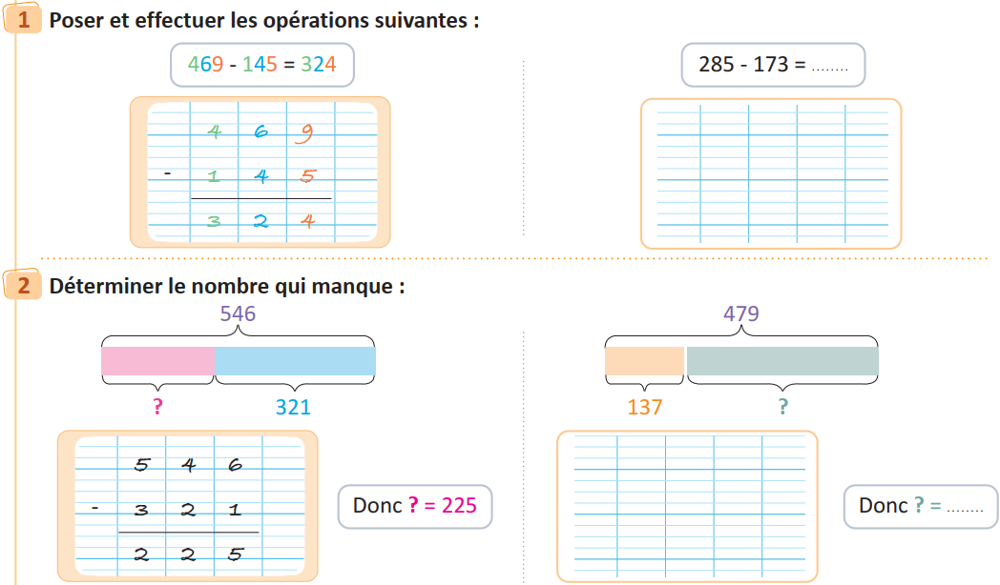 1 Poser et effectuer les opérations suivantes :
469 - 145 = 324
4 6 9
- 1 4 5
3 2 4
285 - 173 = ........
2 Déterminer le nombre qui manque :
546
? 321
5 4 6
- 3 2 1
2 2 5
Donc ? = 225
479
137 ?
Donc ? = ........